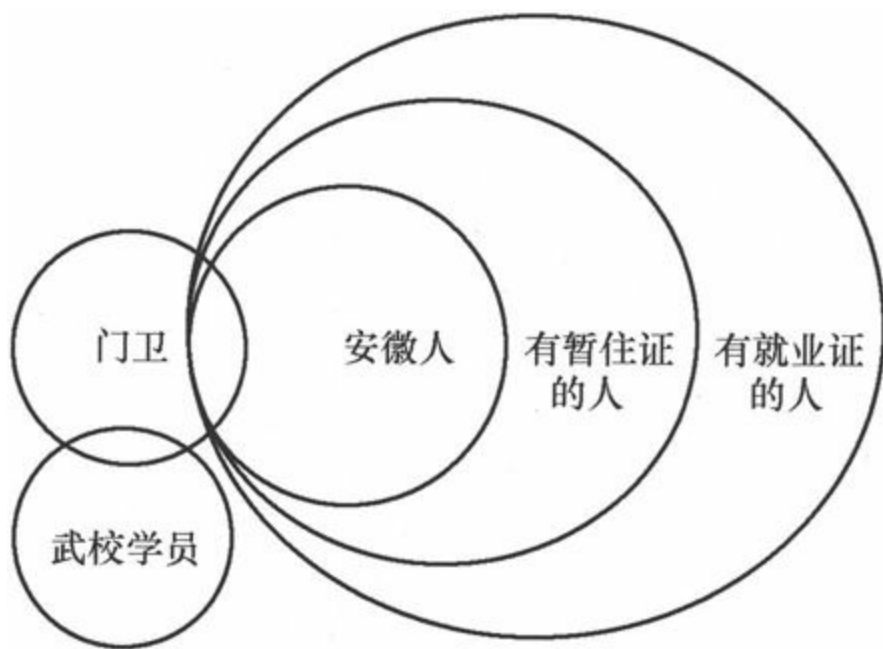 门卫
安徽人
有暂住证
的人
有就业证
的人
武校学员